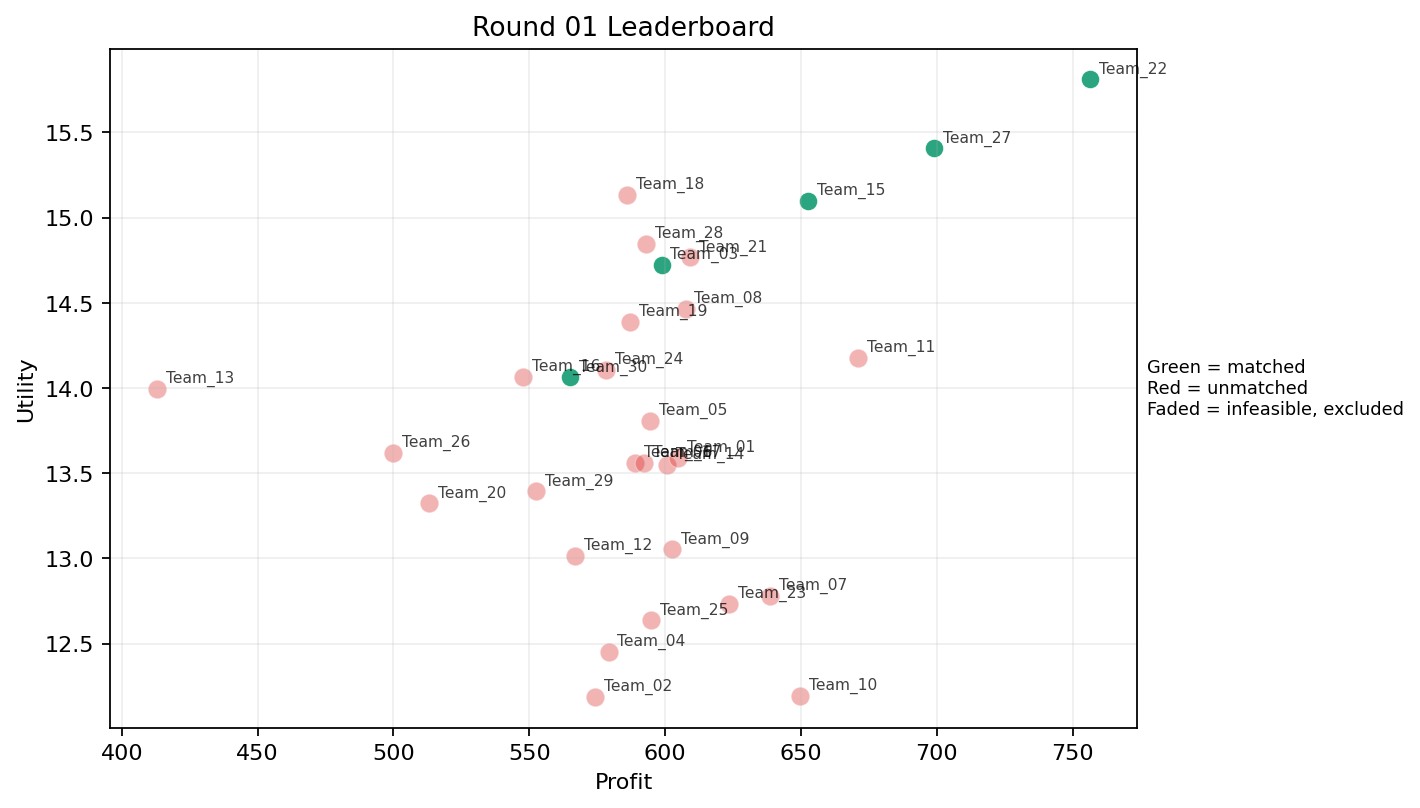 Round 01 Leaderboard
Team_22
Team_27
Team_18
Team_15
Team_28
Team_21
Team_03
Team_08
Team_19
Team_11
Team_24
Team_16
Team_30
Team_13
Team_05
Team_26
Team_01
Team_14
Team_29
Team_20
Team_09
Team_12
Team_07
Team_23
Team_25
Team_04
Team_10
Team_02
15.5
15.0
14.5
14.0
13.5
13.0
12.5
Utility
400 450 500 550 600 650 700 750
Profit
Green = matched
Red = unmatched
Faded = infeasible, excluded